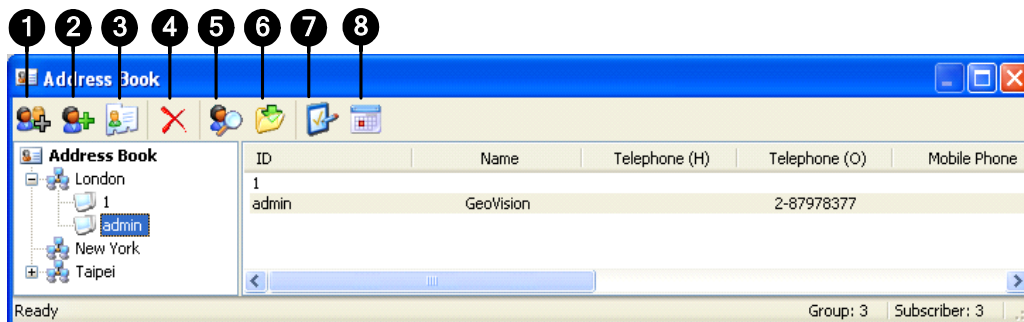 1 2 3 4 5 6 7 8
Address Book
Address Book
London
1
admin
New York
Taipei
ID Name Telephone (H) Telephone (O) Mobile Phone
1
admin GeoVision 2-87978377
Ready Group: 3 Subscriber: 3